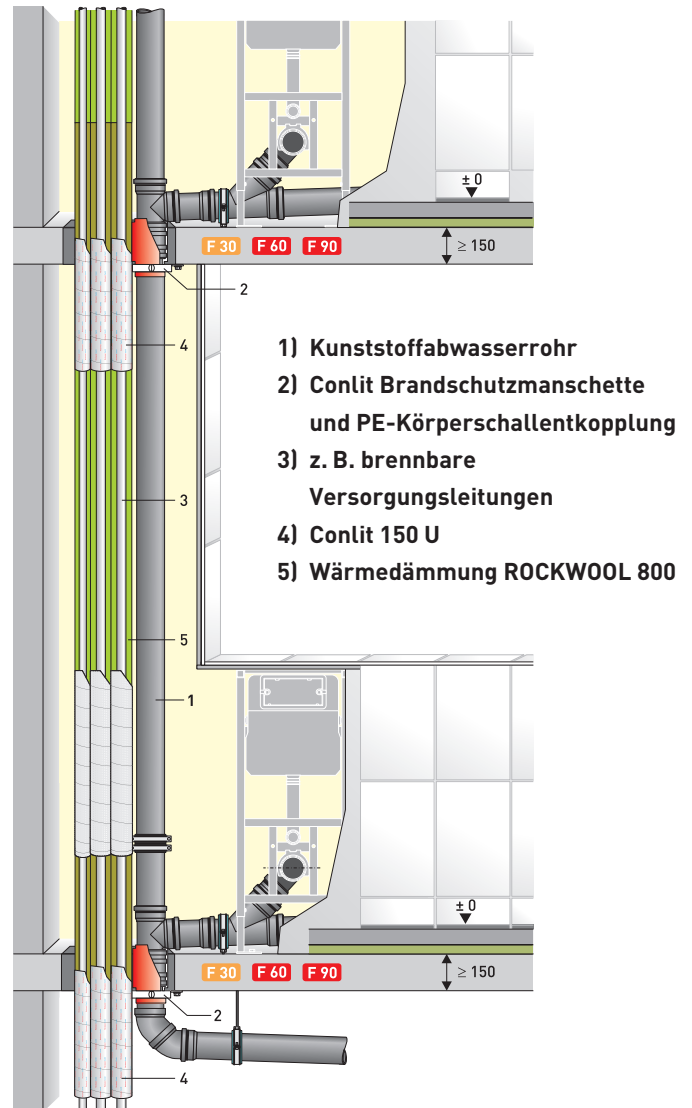 ± 0
F 30 F 60 F 90
≥ 150
2
4
1) Kunststoffabwasserrohr
2) Conlit Brandschutzmanschette
und PE-Körperschallentkopplung
3) z. B. brennbare
Versorgungsleitungen
4) Conlit 150 U
5) Wärmedämmung ROCKWOOL 800
3
5
1
± 0
F 30 F 60 F 90
≥ 150
2
4